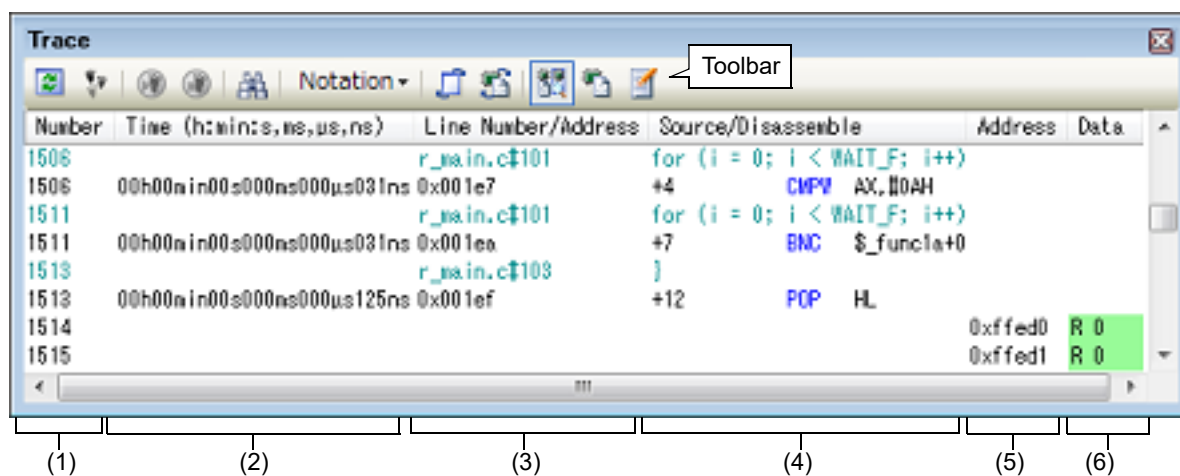 Trace
Notation
Toolbar
Number Time (h:min:s,ms,µs,ns) Line Number/Address Source/Disassemble Address Data
1506 r_main.c#101 for (i = 0; i < WAIT_F; i++)
1506 00h00min00s000ms000µs031ns 0x001e7 +4 CMPW AX,#0AH
1511 r_main.c#101 for (i = 0; i < WAIT_F; i++)
1511 00h00min00s000ms000µs031ns 0x001ea +7 BNC $_func1a+0
1513 r_main.c#103 }
1513 00h00min00s000ms000µs125ns 0x001ef +12 POP HL
1514 0xffed0 R 0
1515 0xffed1 R 0
(1) (2) (3) (4) (5) (6)